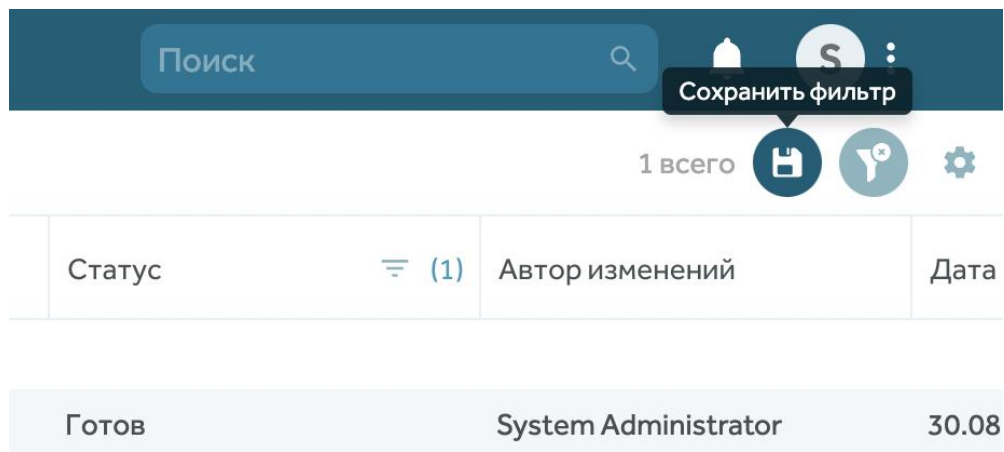 Поиск
S
Сохранить фильтр
1 всего
Статус (1) Автор изменений Дата
Готов System Administrator 30.08